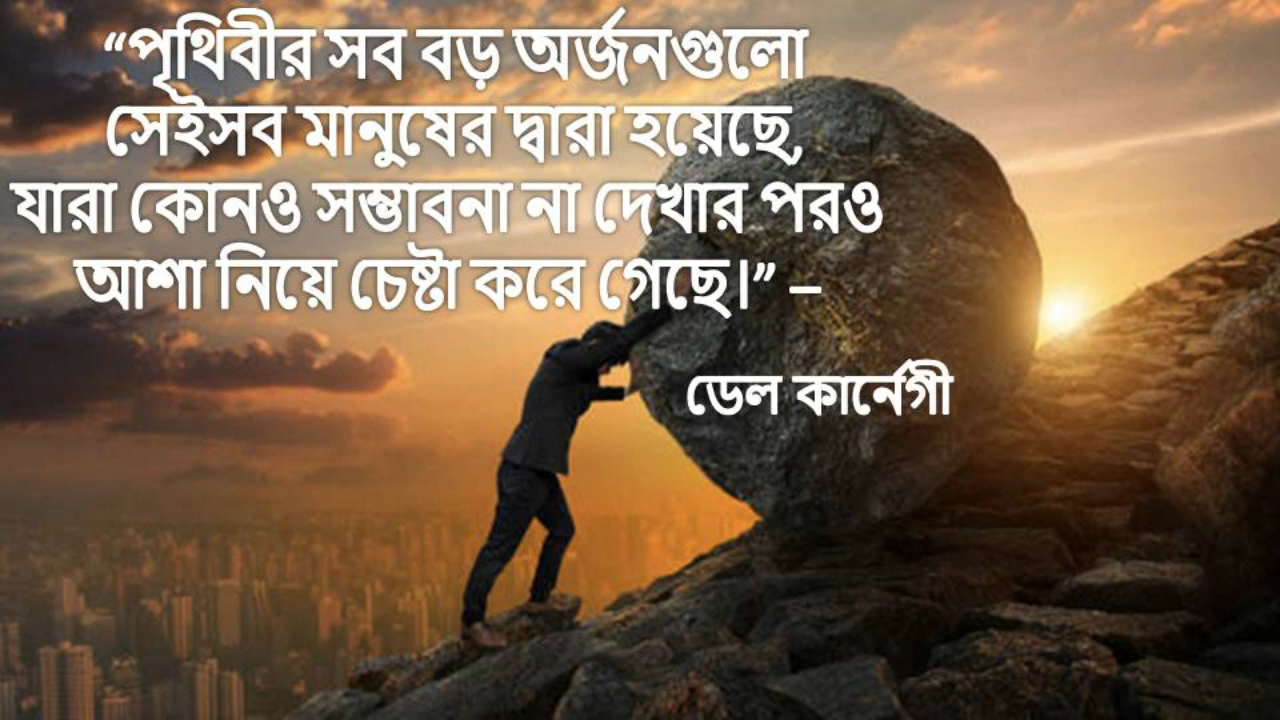 “পৃথিবীর সব বড় অর্জনগুলো
সেইসব মানুষের দ্বারা হয়েছে,
যারা কোনও সম্ভাবনা না দেখার পরও
আশা নিয়ে চেষ্টা করে গেছে।” –
ডেল কার্নেগী